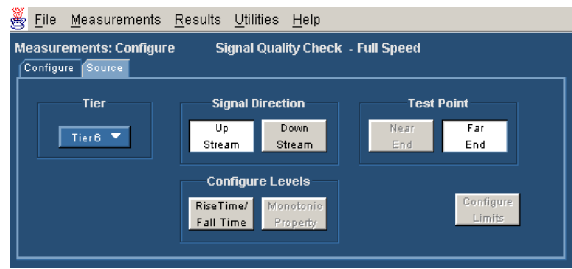 File Measurements Results Utilities Help
Measurements: Configure Signal Quality Check - Full Speed
Configure Source
Tier Signal Direction Test Point
Tier6
Up Stream
Down Stream
Near End
Far End
Configure Levels
RiseTime/ Fall Time
Monotonic Property
Configure Limits